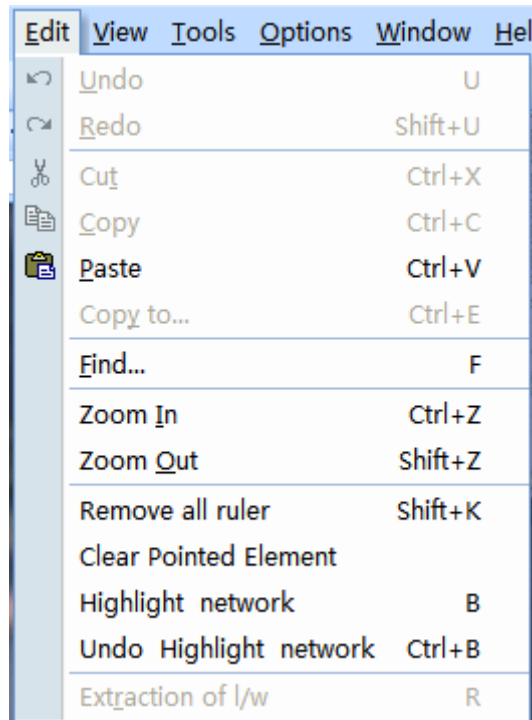 Edit View Tools Options Window Hel
Undo U
Redo Shift+U
Cut Ctrl+X
Copy Ctrl+C
Paste Ctrl+V
Copy to... Ctrl+E
Find... F
Zoom In Ctrl+Z
Zoom Out Shift+Z
Remove all ruler Shift+K
Clear Pointed Element
Highlight network B
Undo Highlight network Ctrl+B
Extraction of l/w R